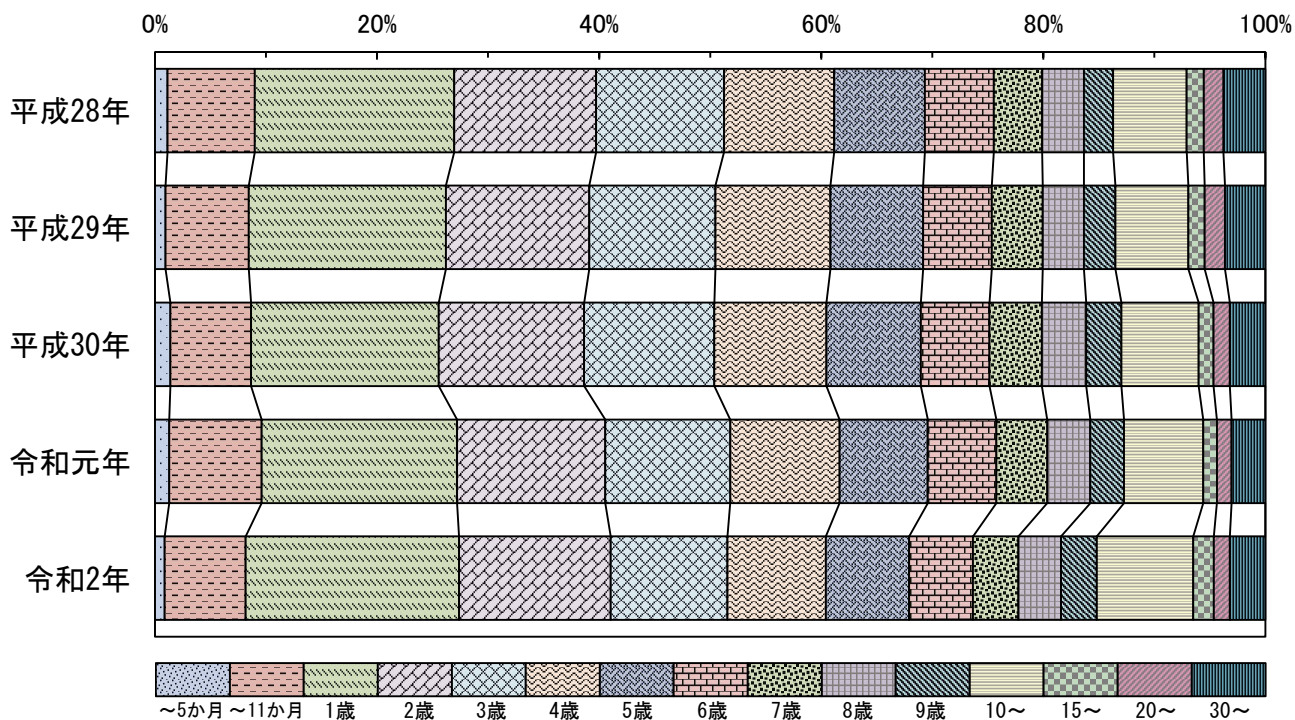 0% 20% 40% 60% 80% 100%
平成28年
平成29年
平成30年
令和元年
令和2年
～5か月 ～11か月 1歳 2歳 3歳 4歳 5歳 6歳 7歳 8歳 9歳 10～ 15～ 20～ 30～